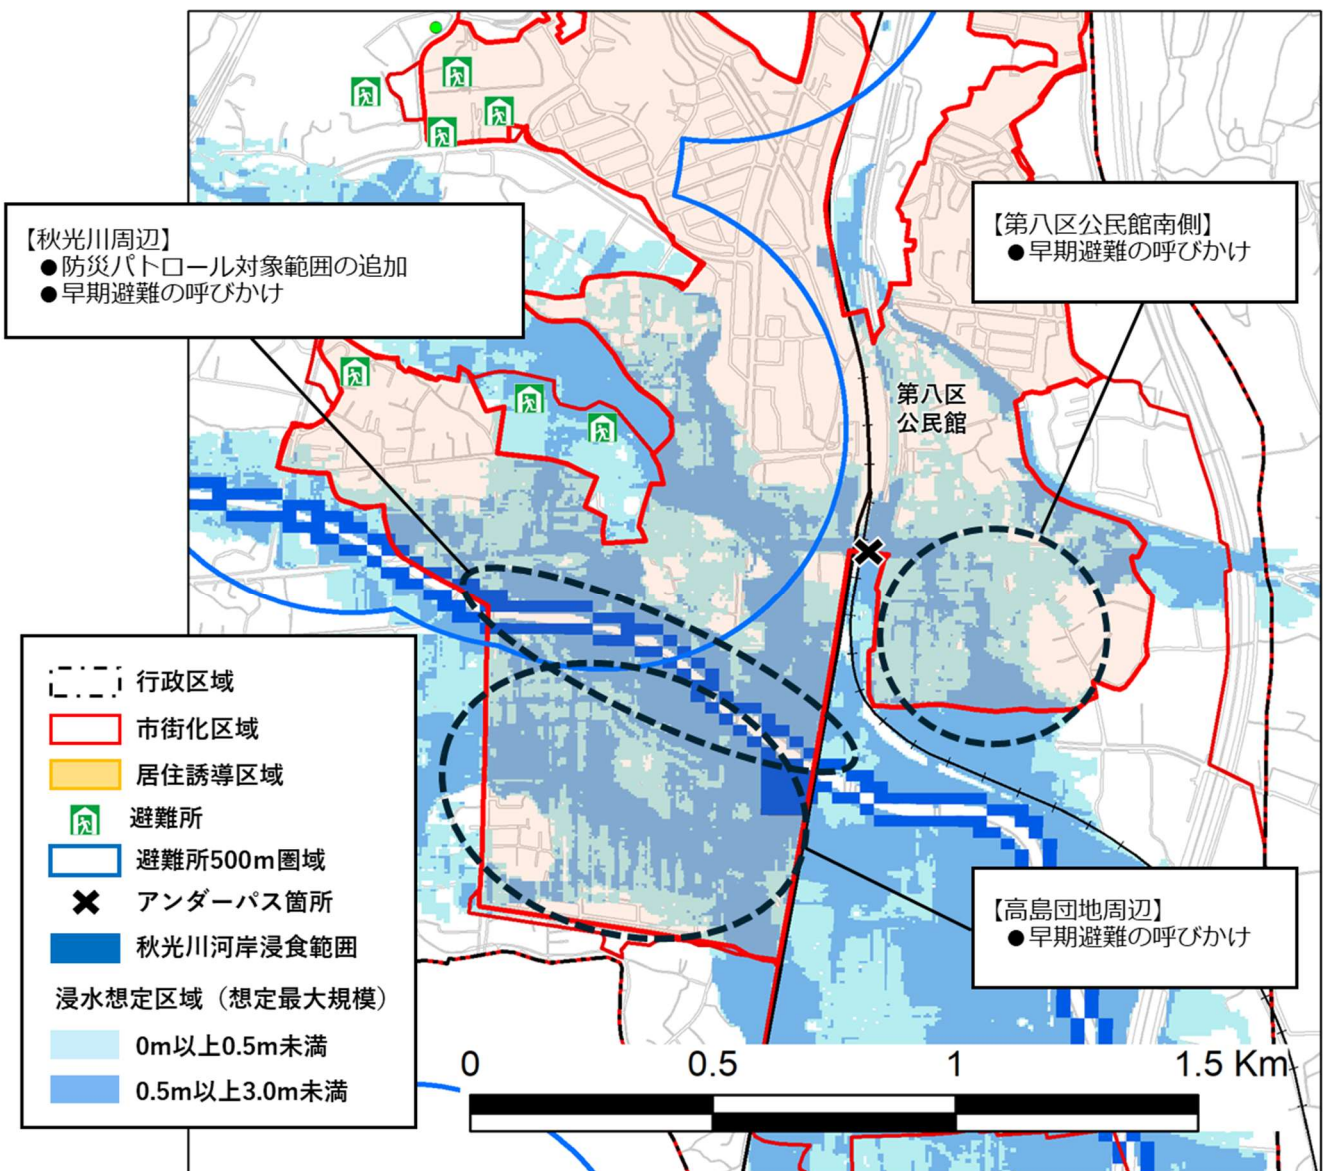 【第八区公民館南側】
●早期避難の呼びかけ
【秋光川周辺】
●防災パトロール対象範囲の追加
●早期避難の呼びかけ
第八区
公民館
行政区域
市街化区域
居住誘導区域
避難所
避難所500m圏域
アンダーパス箇所
秋光川河岸浸食範囲
浸水想定区域（想定最大規模）
0m以上0.5m未満
0.5m以上3.0m未満
【高島団地周辺】
●早期避難の呼びかけ
0 0.5 1 1.5 Km